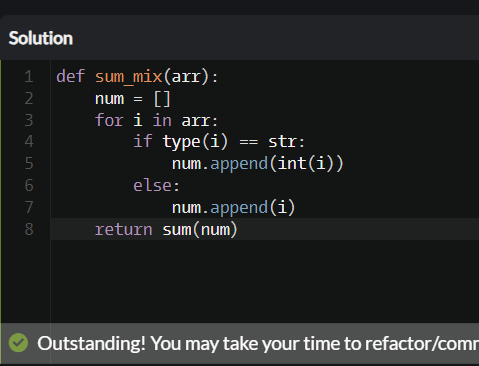 Solution
1 def sum_mix(arr):
2 num = []
3 for i in arr:
4 if type(i) == str:
5 num.append(int(i))
6 else:
7 num.append(i)
8 return sum(num)
Outstanding! You may take your time to refactor/comm